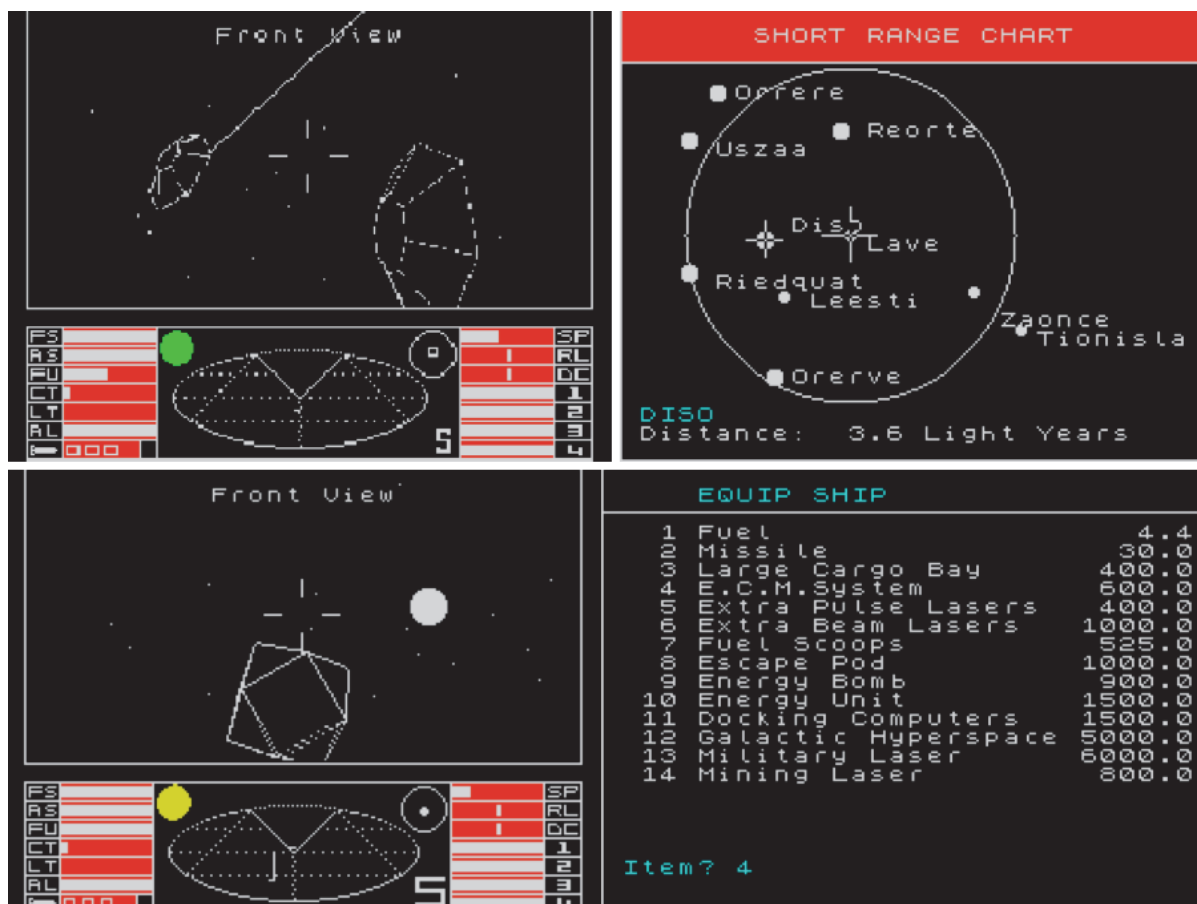 Front View
FS SP
AS RL
FU DC
CT 1
LT 2
AL 3
4
S
SHORT RANGE CHART
Orrere
Reorte
Uszaa
Diso
Lave
Riedquat
Leesti
Zaonce
Tionisla
Orerve
DISO
Distance: 3.6 Light Years
Front View
FS SP
AS RL
FU DC
CT 1
LT 2
AL 3
4
S
EQUIP SHIP
1 Fuel 4.4
2 Missile 30.0
3 Large Cargo Bay 400.0
4 E.C.M.System 600.0
5 Extra Pulse Lasers 400.0
6 Extra Beam Lasers 1000.0
7 Fuel Scoops 525.0
8 Escape Pod 1000.0
9 Energy Bomb 900.0
10 Energy Unit 1500.0
11 Docking Computers 1500.0
12 Galactic Hyperspace 5000.0
13 Military Laser 6000.0
14 Mining Laser 800.0
Item? 4